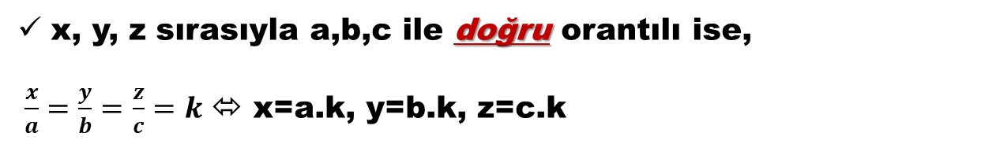 ✓ x, y, z sırasıyla a,b,c ile doğru orantılı ise,
x/a = y/b = z/c = k ⇔ x=a.k, y=b.k, z=c.k